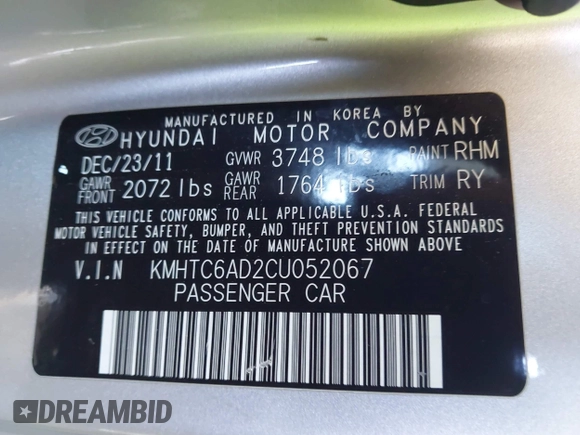 MANUFACTURED IN KOREA BY
HYUNDAI MOTOR COMPANY
DEC/23/11 GVWR 3748 lbs PAINT RHM
GAWR FRONT 2072 lbs GAWR REAR 1764 lbs TRIM RY
THIS VEHICLE CONFORMS TO ALL APPLICABLE U.S.A. FEDERAL
MOTOR VEHICLE SAFETY, BUMPER, AND THEFT PREVENTION
STANDARDS IN EFFECT ON THE DATE OF MANUFACTURE SHOWN ABOVE.
V.I.N KMHTC6AD2CU052067
PASSENGER CAR
DREAMBID